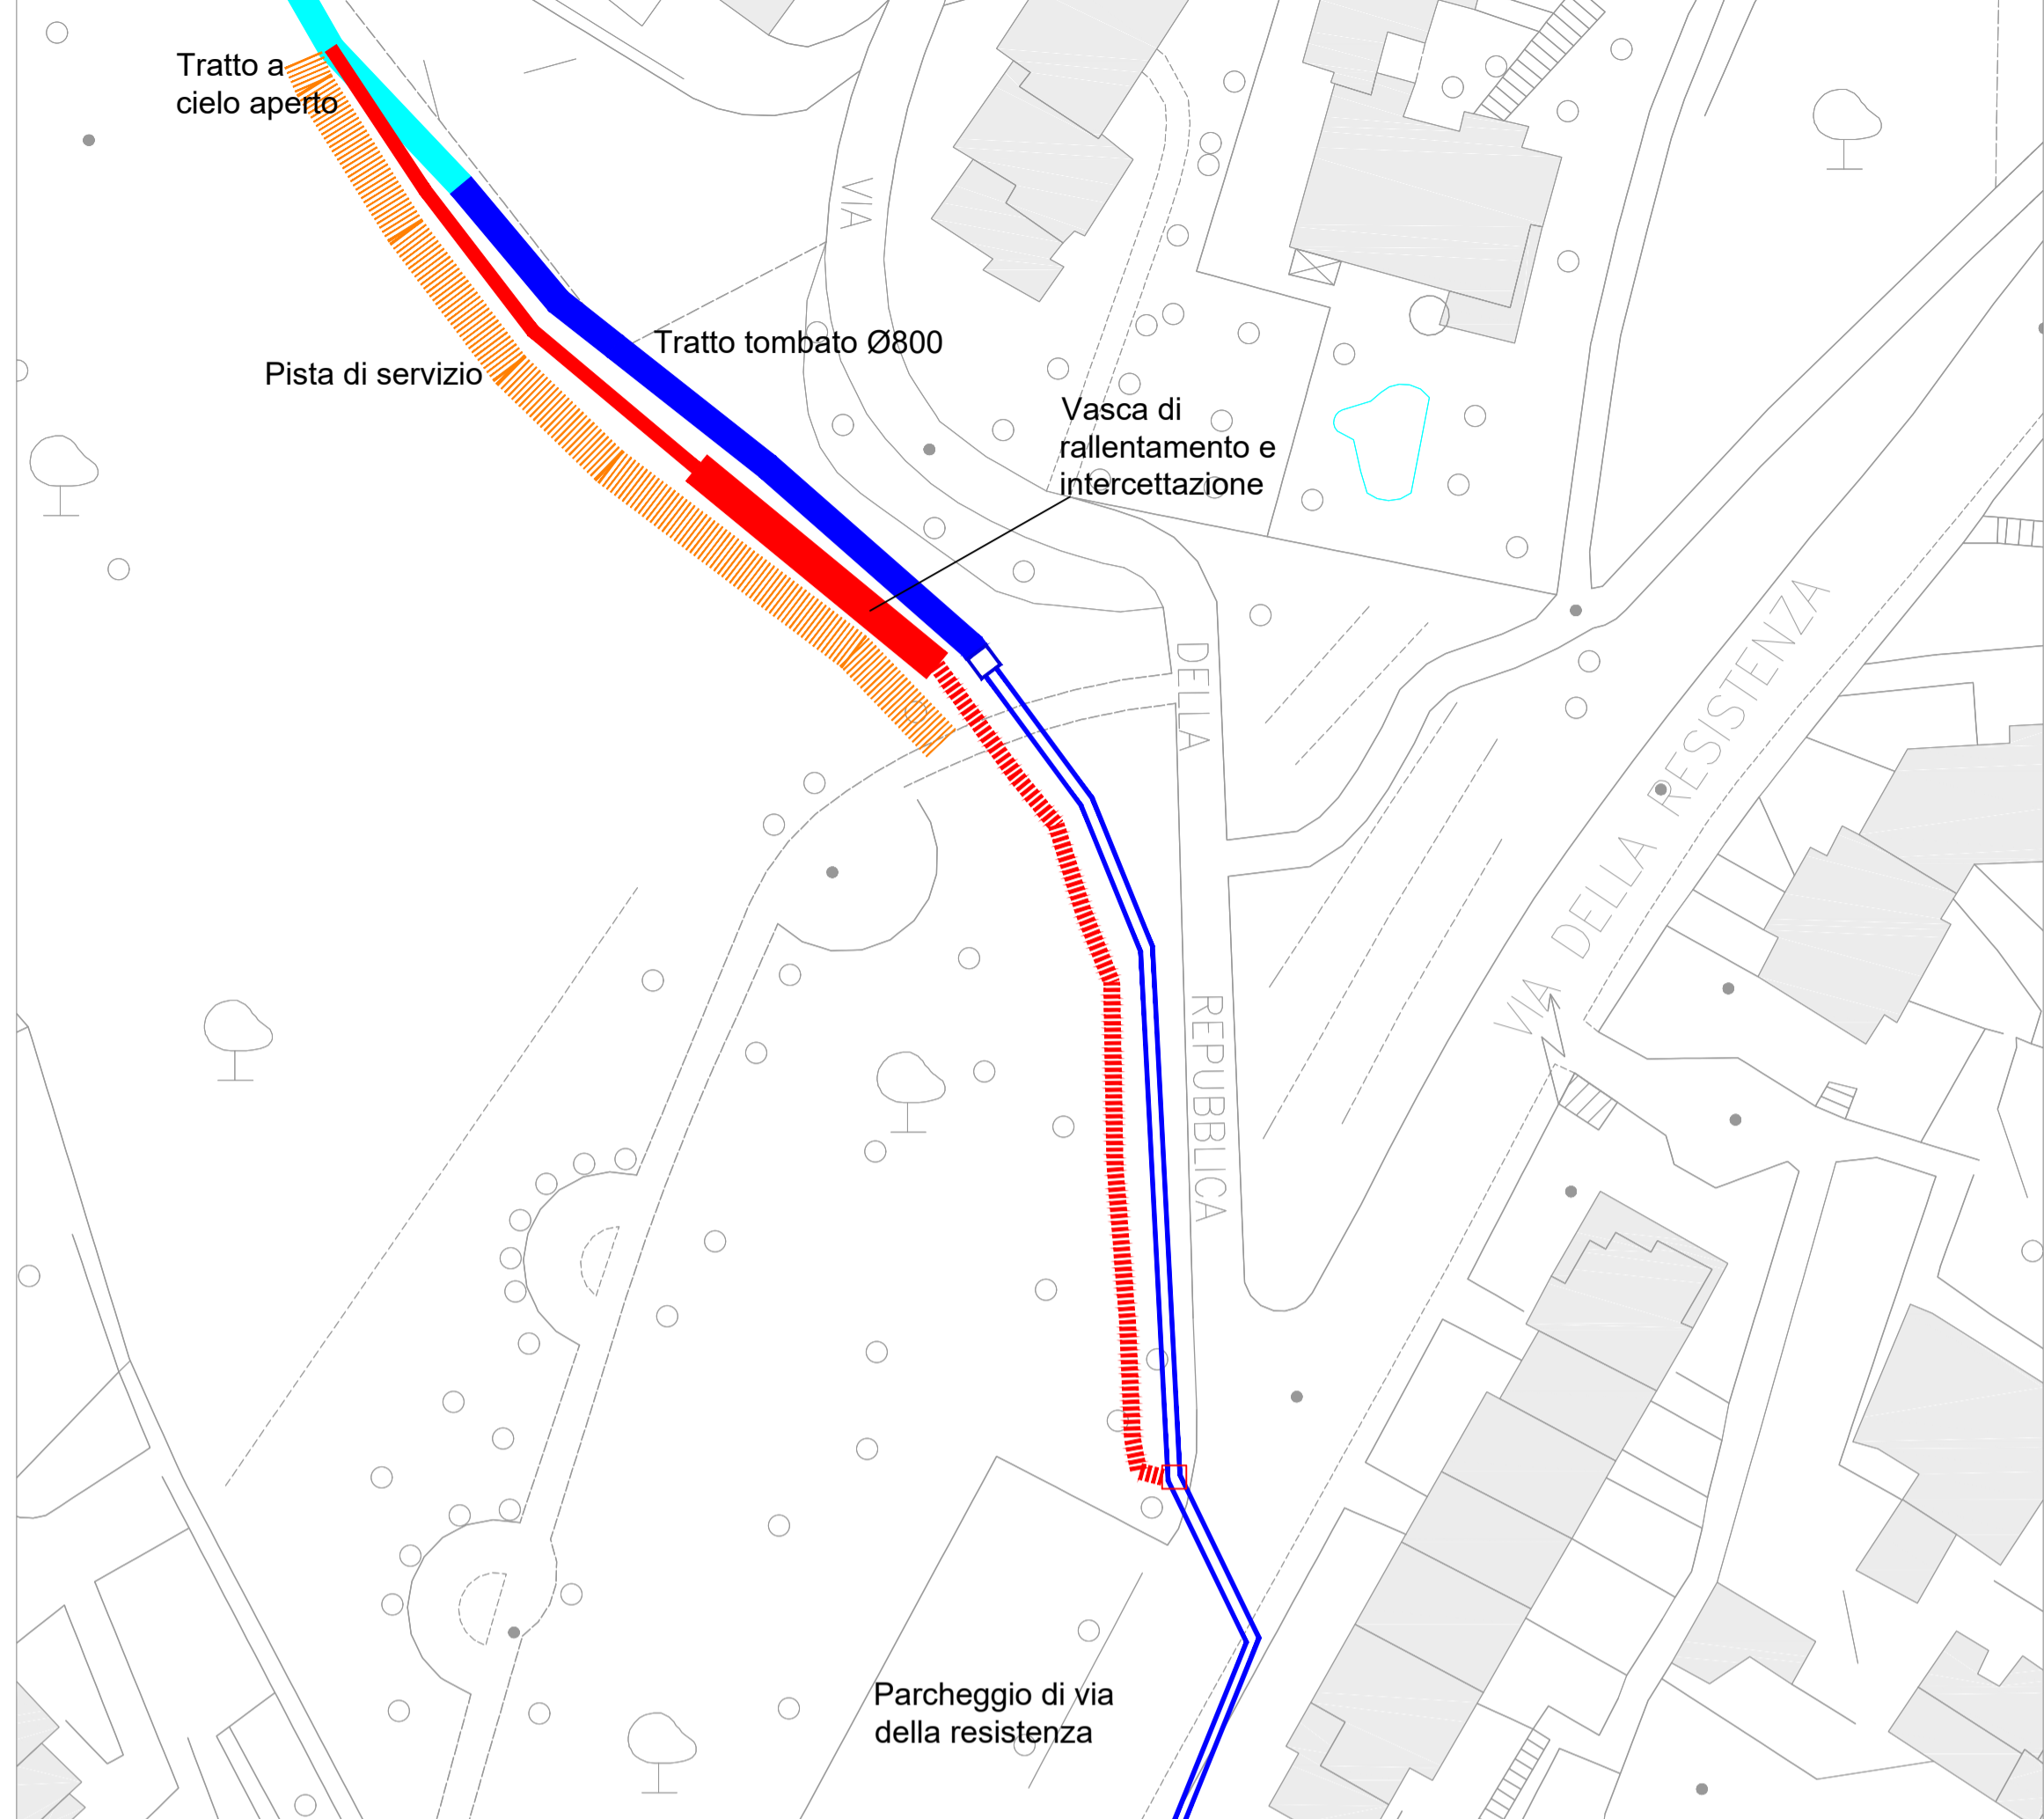 Tratto a
cielo aperto
VIA
Tratto tombato Ø800
Pista di servizio
Vasca di
rallentamento e
intercettazione
DELLA
VIA DELLA RESISTENZA
REPUBBLICA
Parcheggio di via
della resistenza